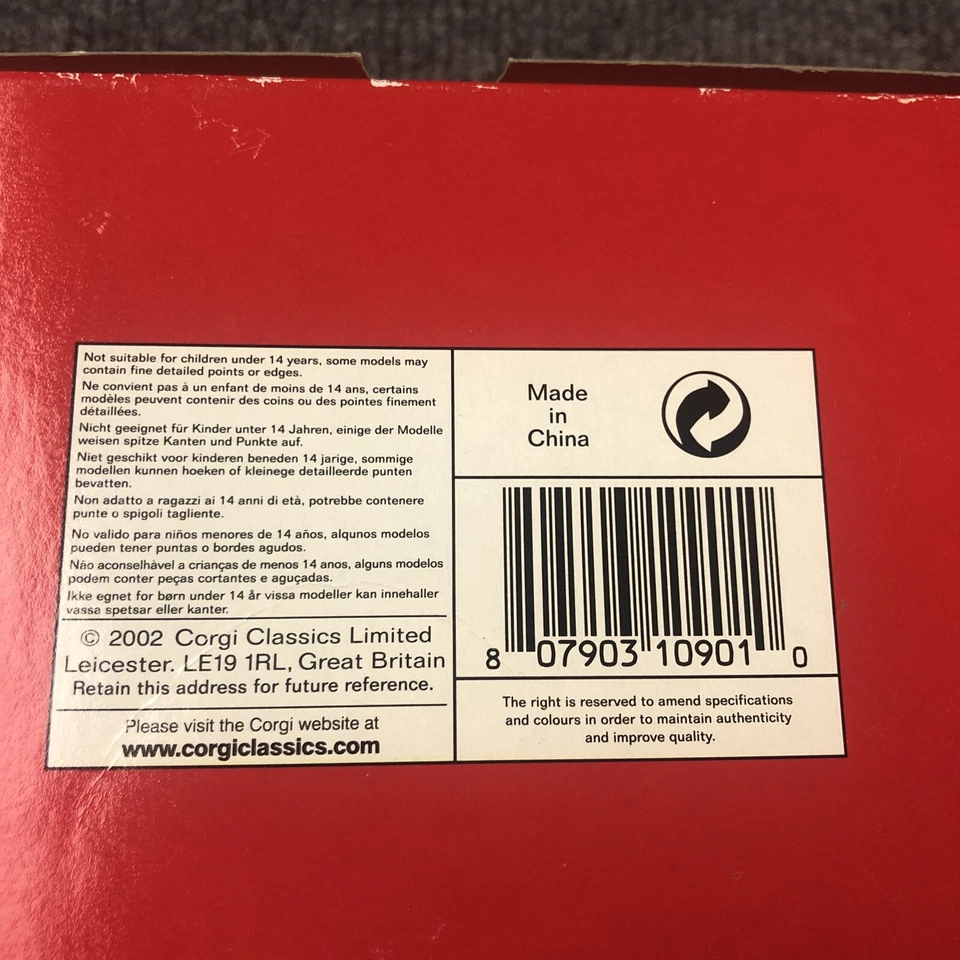 Not suitable for children under 14 years, some models may
contain fine detailed points or edges.
Ne convient pas à un enfant de moins de 14 ans, certains
modèles peuvent contenir des coins ou des pointes finement
détaillées.
Nicht geeignet für Kinder unter 14 Jahren, einige der Modelle
weisen spitze Kanten und Punkte auf.
Niet geschikt voor kinderen beneden 14 jarige, sommige
modellen kunnen hoeken of kleinege detailleerde punten
bevatten.
Non adatto a ragazzi ai 14 anni di età, potrebbe contenere
punte o spigoli tagliente.
No valido para niños menores de 14 años, alqunos modelos
pueden tener puntas o bordes agudos.
Não aconselhàvel a crianças de menos 14 anos, alguns modelos
podem conter peças cortantes e aguçadas.
Ikke egnet for børn under 14 år vissa modeller kan innehaller
vassa spetsar eller kanter.
© 2002 Corgi Classics Limited
Leicester. LE19 1RL, Great Britain
Retain this address for future reference.
Please visit the Corgi website at
www.corgiclassics.com
Made
in
China
8 07903 10901 0
The right is reserved to amend specifications
and colours in order to maintain authenticity
and improve quality.